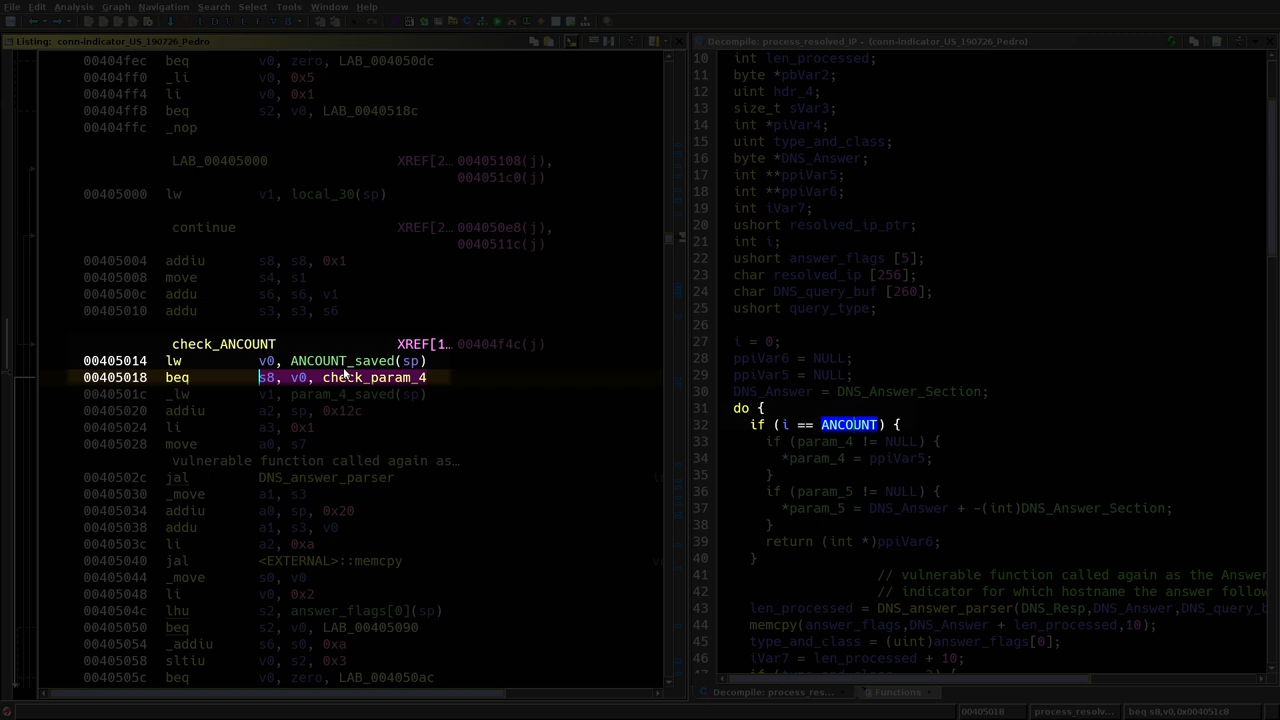 File Edit Analysis Graph Navigation Search Select Tools Window Help
Listing: conn-indicator_US_190726_Pedro
00404fec beq v0, zero, LAB_004050dc
00404ff0 _li v0, 0x5
00404ff4 li v0, 0x1
00404ff8 beq s2, v0, LAB_0040518c
00404ffc _nop
LAB_00405000 XREF[2… 00405108(j),
004051c0(j)
00405000 lw v1, local_30(sp)
continue XREF[2… 004050e8(j)
0040511c(j)
00405004 addiu s8, s8, 0x1
00405008 move s4, s1
0040500c addu s6, s6, v1
00405010 addu s3, s3, s6
check_ANCOUNT XREF[1… 00404f4c(j)
00405014 lw v0, ANCOUNT_saved(sp)
00405018 beq s8, v0, check_param_4
0040501c _lw v1, param_4_saved(sp)
00405020 addiu a2, sp, 0x12c
00405024 li a3, 0x1
00405028 move a0, s7
vulnerable function called again as…
0040502c jal DNS_answer_parser
00405030 _move a1, s3
00405034 addiu a0, sp, 0x20
00405038 addu a1, s3, v0
0040503c li a2, 0xa
00405040 jal <EXTERNAL>::memcpy
_move s0, v0
00405048 li v0, 0x2
0040504c lhu s2, answer_flags[0](sp)
00405050 beq s2, v0, LAB_00405090
00405054 _addiu s6, s0, 0xa
00405058 sltiu v0, s2, 0x3
0040505c beq v0, zero, LAB_004050ac
Decompile: process_resolved_IP - (conn-indicator_US_190726_Pedro)
10 int len_processed;
11 byte *pbVar2;
12 uint hdr_4;
13 size_t sVar3;
14 int *piVar4;
15 uint type_and_class;
16 byte *DNS_Answer;
17 int **ppiVar5;
18 int **ppiVar6;
19 int iVar7;
20 ushort resolved_ip_ptr;
21 int i;
22 ushort answer_flags [5];
23 char resolved_ip [256];
24 char DNS_query_buf [260];
25 ushort query_type;
26
27 i = 0;
28 ppiVar6 = NULL;
29 ppiVar5 = NULL;
30 DNS_Answer = DNS_Answer_Section;
31 do {
32 if (i == ANCOUNT) {
33 if (param_4 != NULL) {
34 *param_4 = ppiVar5;
35 }
36 if (param_5 != NULL) {
37 *param_5 = DNS_Answer + -(int)DNS_Answer_Section;
38 }
39 return (int *)ppiVar6;
40 }
41 // vulnerable function called again as the Answer
42 // indicator for which hostname the answer follow
43 len_processed = DNS_answer_parser(DNS_Resp,DNS_Answer,DNS_query_b
44 memcpy(answer_flags,DNS_Answer + len_processed,10);
45 type_and_class = (uint)answer_flags[0];
46 iVar7 = len_processed + 10;
Decompile: process_res…
Functions
00405018
process_resolv…
beq s8,v0,0x004051c8